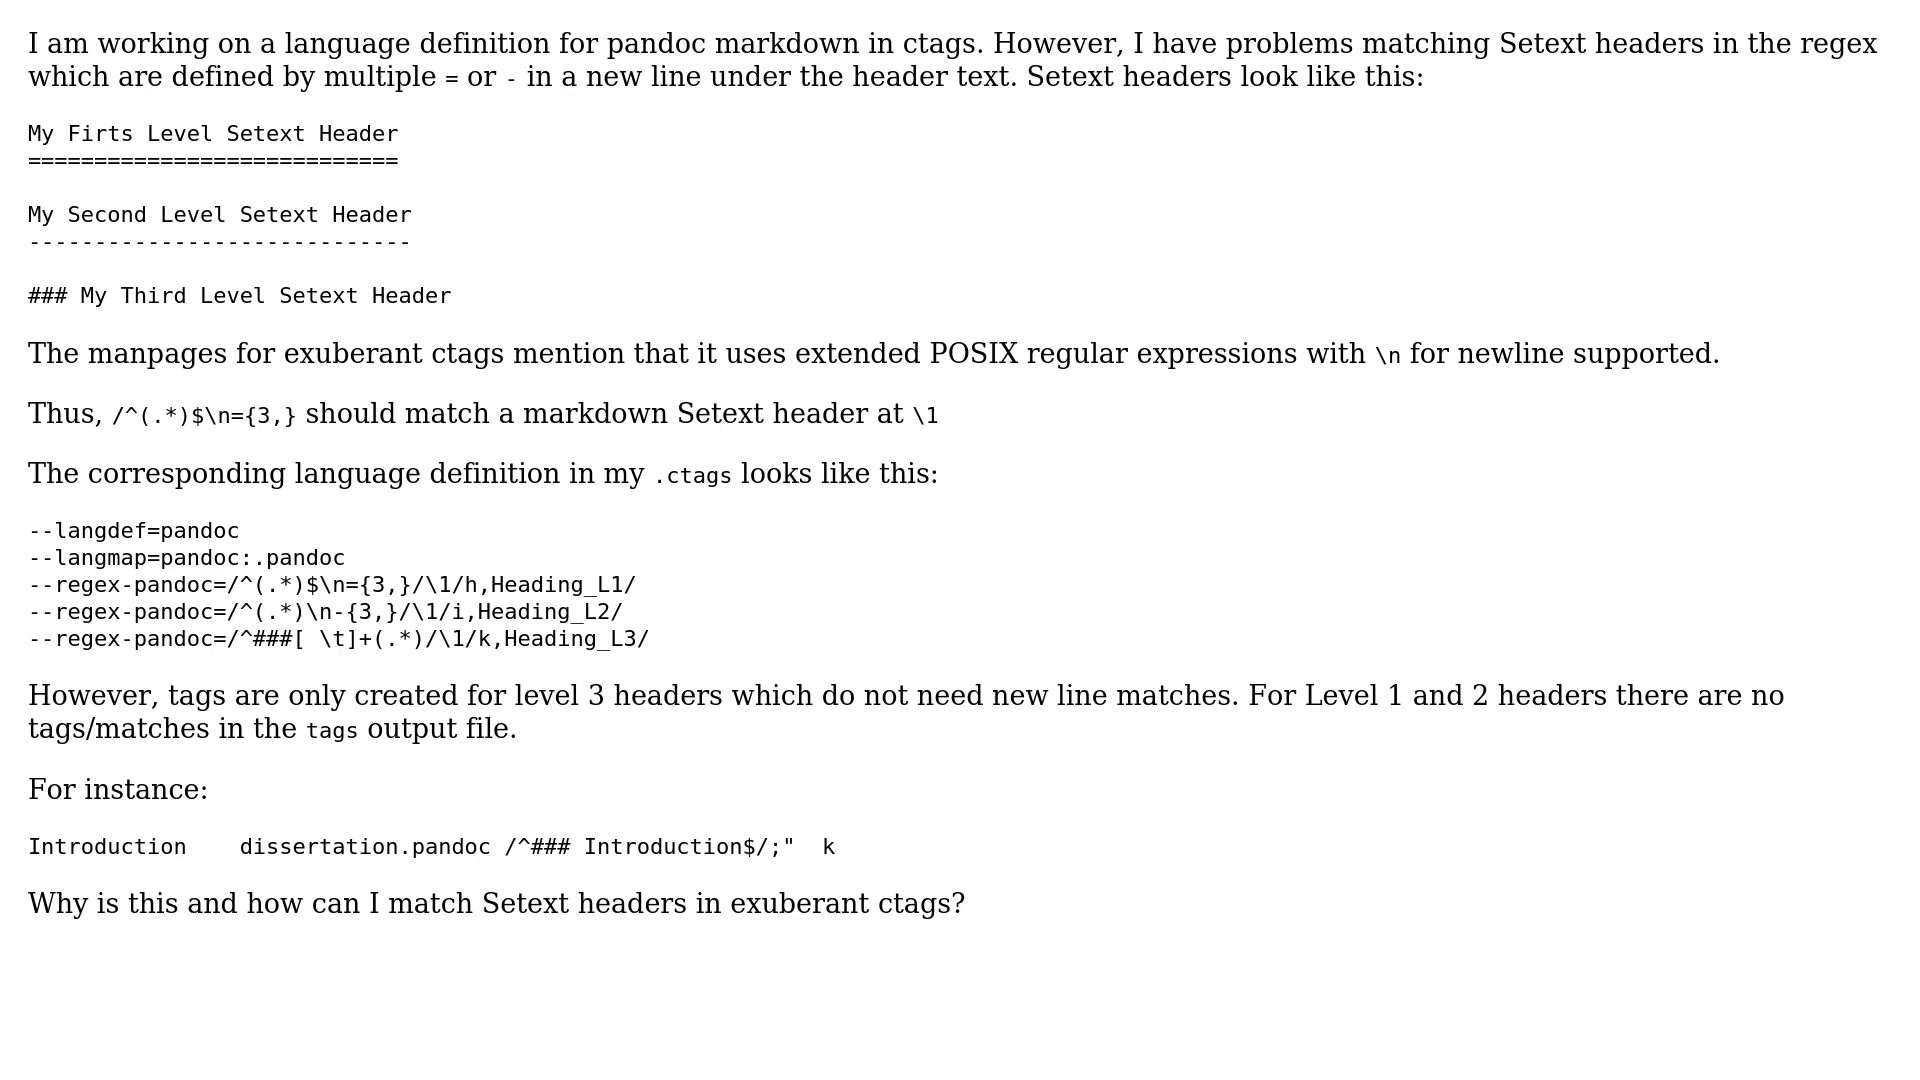 I am working on a language definition for pandoc markdown in ctags. However, I have problems matching Setext headers in the regex
which are defined by multiple = or - in a new line under the header text. Setext headers look like this:
My Firts Level Setext Header
============================
My Second Level Setext Header
-----------------------------
### My Third Level Setext Header
The manpages for exuberant ctags mention that it uses extended POSIX regular expressions with \n for newline supported.
Thus, /^(.*)$\n={3,} should match a markdown Setext header at \1
The corresponding language definition in my .ctags looks like this:
--langdef=pandoc
--langmap=pandoc:.pandoc
--regex-pandoc=/^(.*)$\n={3,}/\1/h,Heading_L1/
--regex-pandoc=/^(.*)\n-{3,}/\1/i,Heading_L2/
--regex-pandoc=/^###[ \t]+(.*)/\1/k,Heading_L3/
However, tags are only created for level 3 headers which do not need new line matches. For Level 1 and 2 headers there are no
tags/matches in the tags output file.
For instance:
Introduction    dissertation.pandoc /^### Introduction$/;"  k
Why is this and how can I match Setext headers in exuberant ctags?